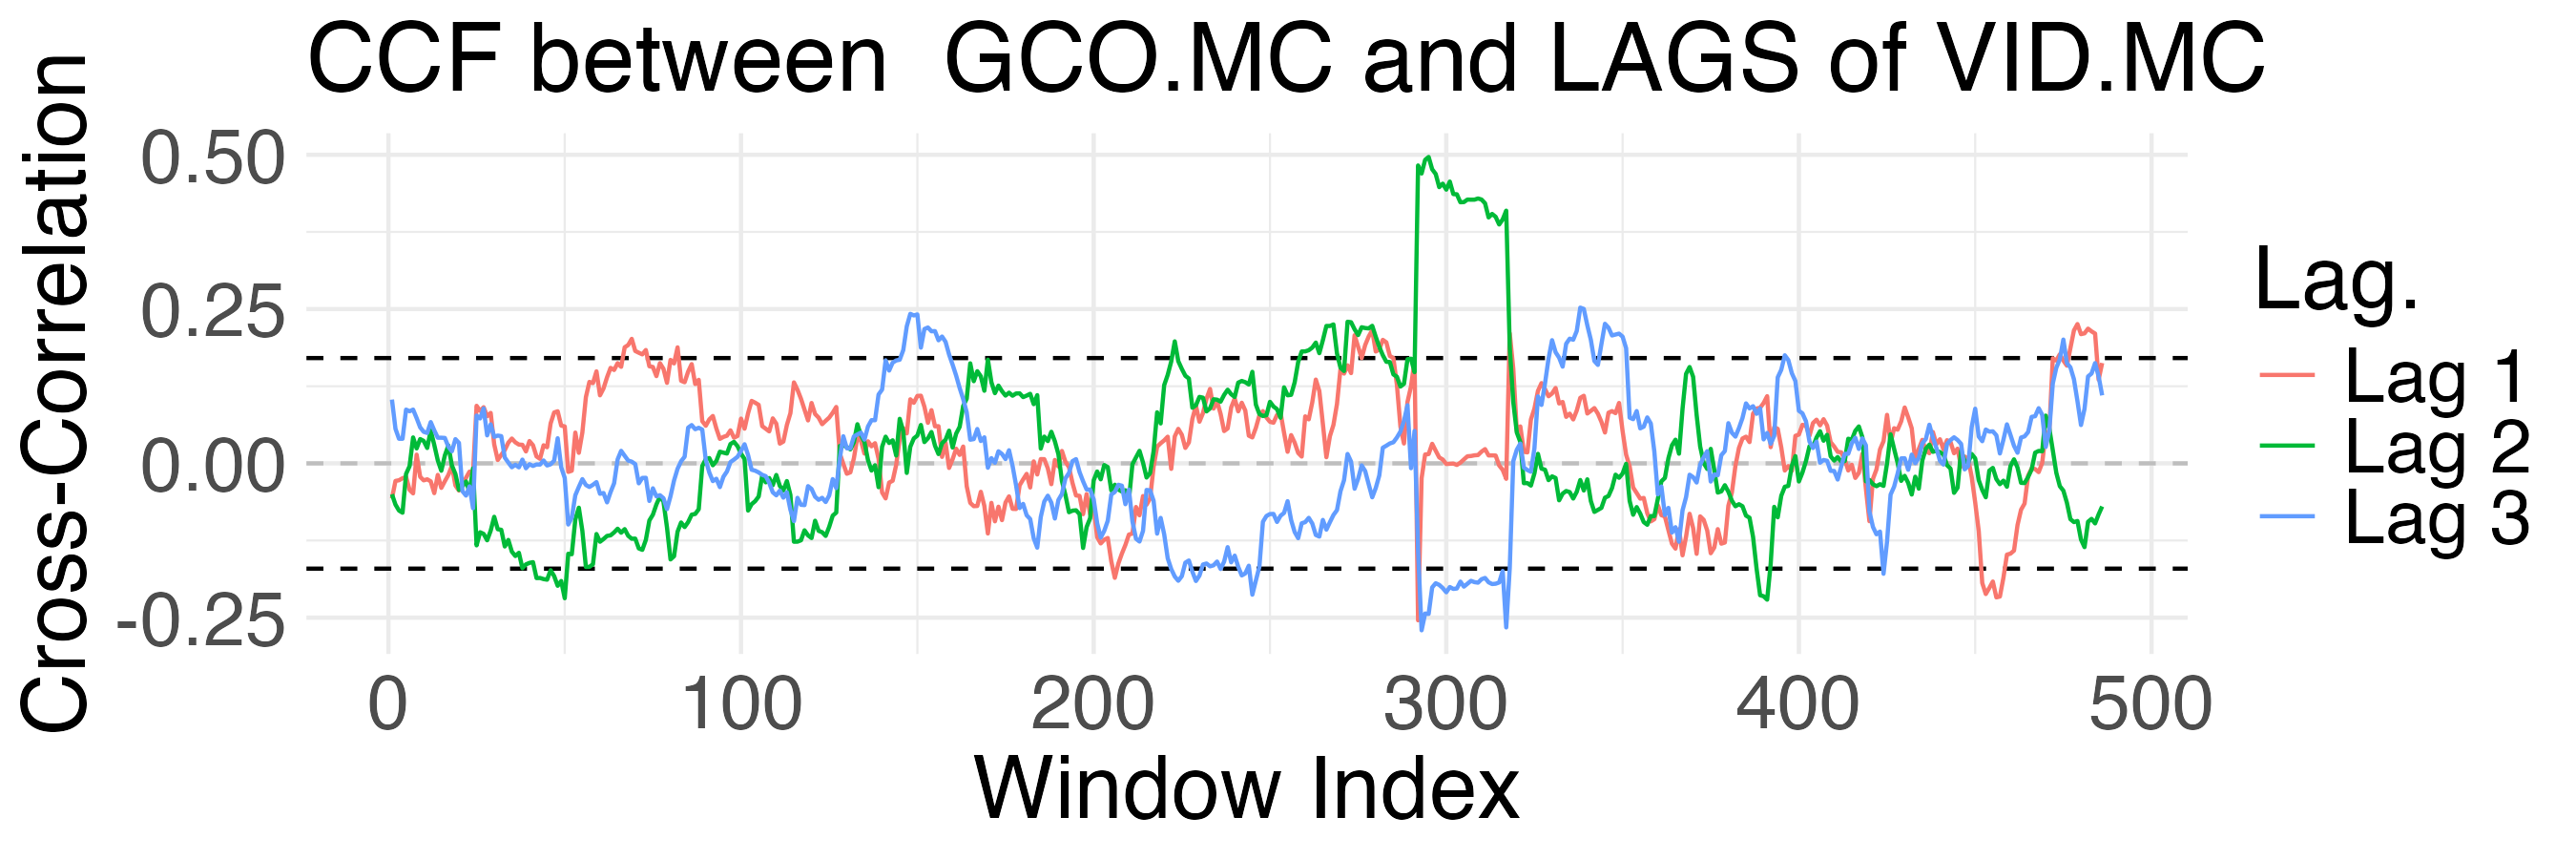 CCF between  GCO.MC and LAGS of VID.MC
Cross-Correlation
0.50
0.25
0.00
-0.25
0
100
200
300
400
500
Window Index
Lag.
Lag 1
Lag 2
Lag 3